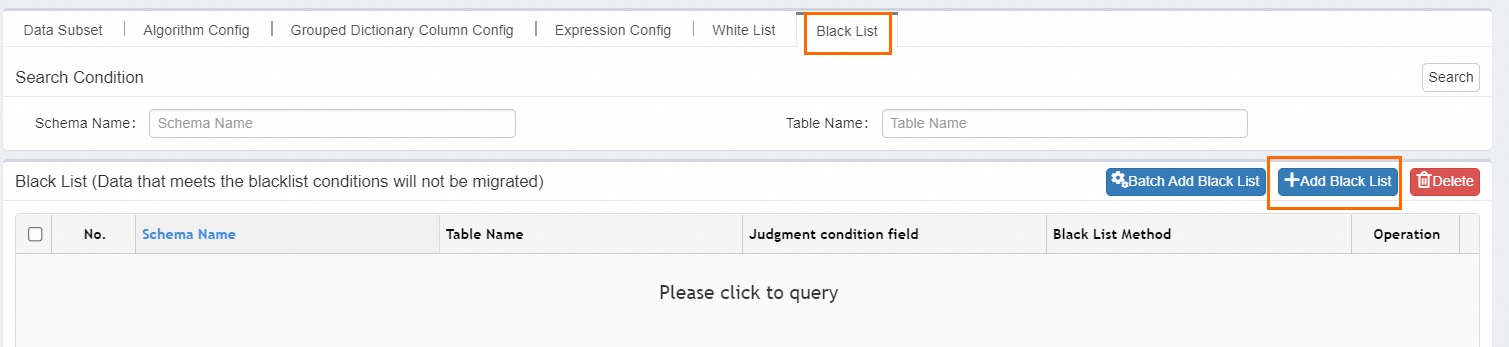 Data Subset | Algorithm Config | Grouped Dictionary Column Config | Expression Config | White List Black List
Search Condition Search
Schema Name: Schema Name Table Name: Table Name
Black List (Data that meets the blacklist conditions will not be migrated) Batch Add Black List +Add Black List Delete
No. Schema Name Table Name Judgment condition field Black List Method Operation
Please click to query